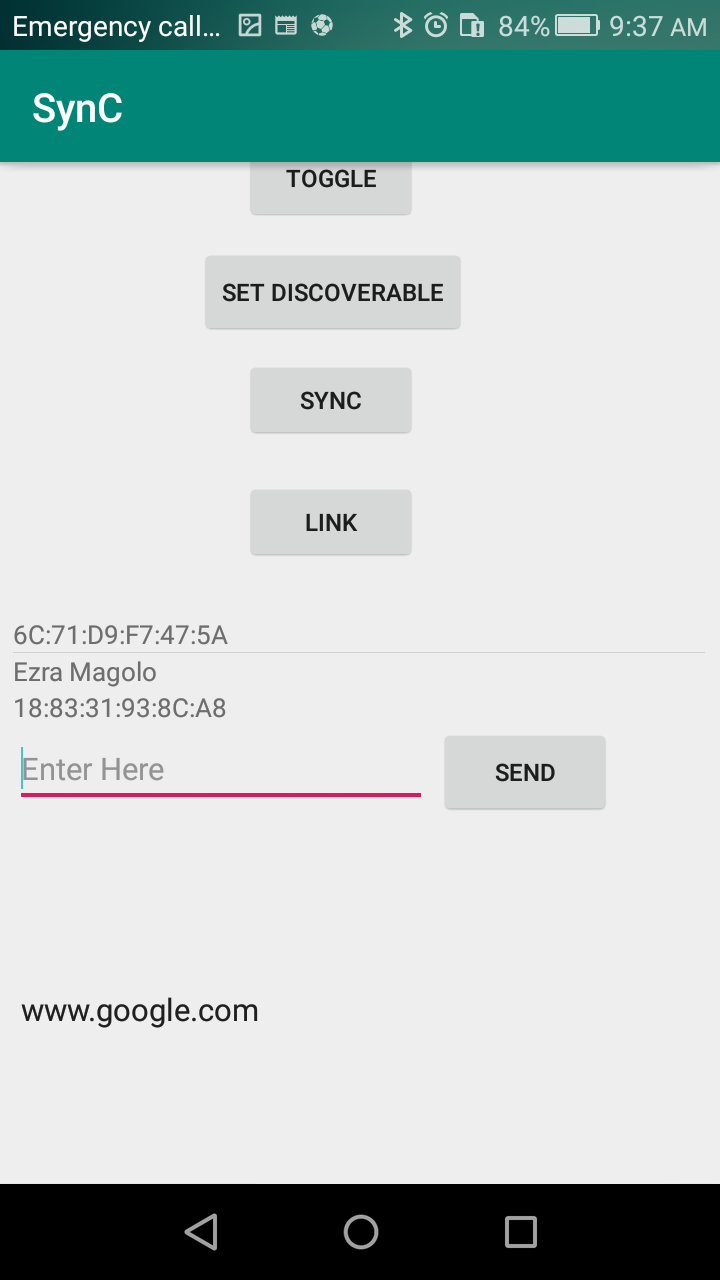 Emergency call... 84% 9:37 AM
SynC
TOGGLE
SET DISCOVERABLE
SYNC
LINK
6C:71:D9:F7:47:5A
Ezra Magolo
18:83:31:93:8C:A8
Enter Here SEND
www.google.com